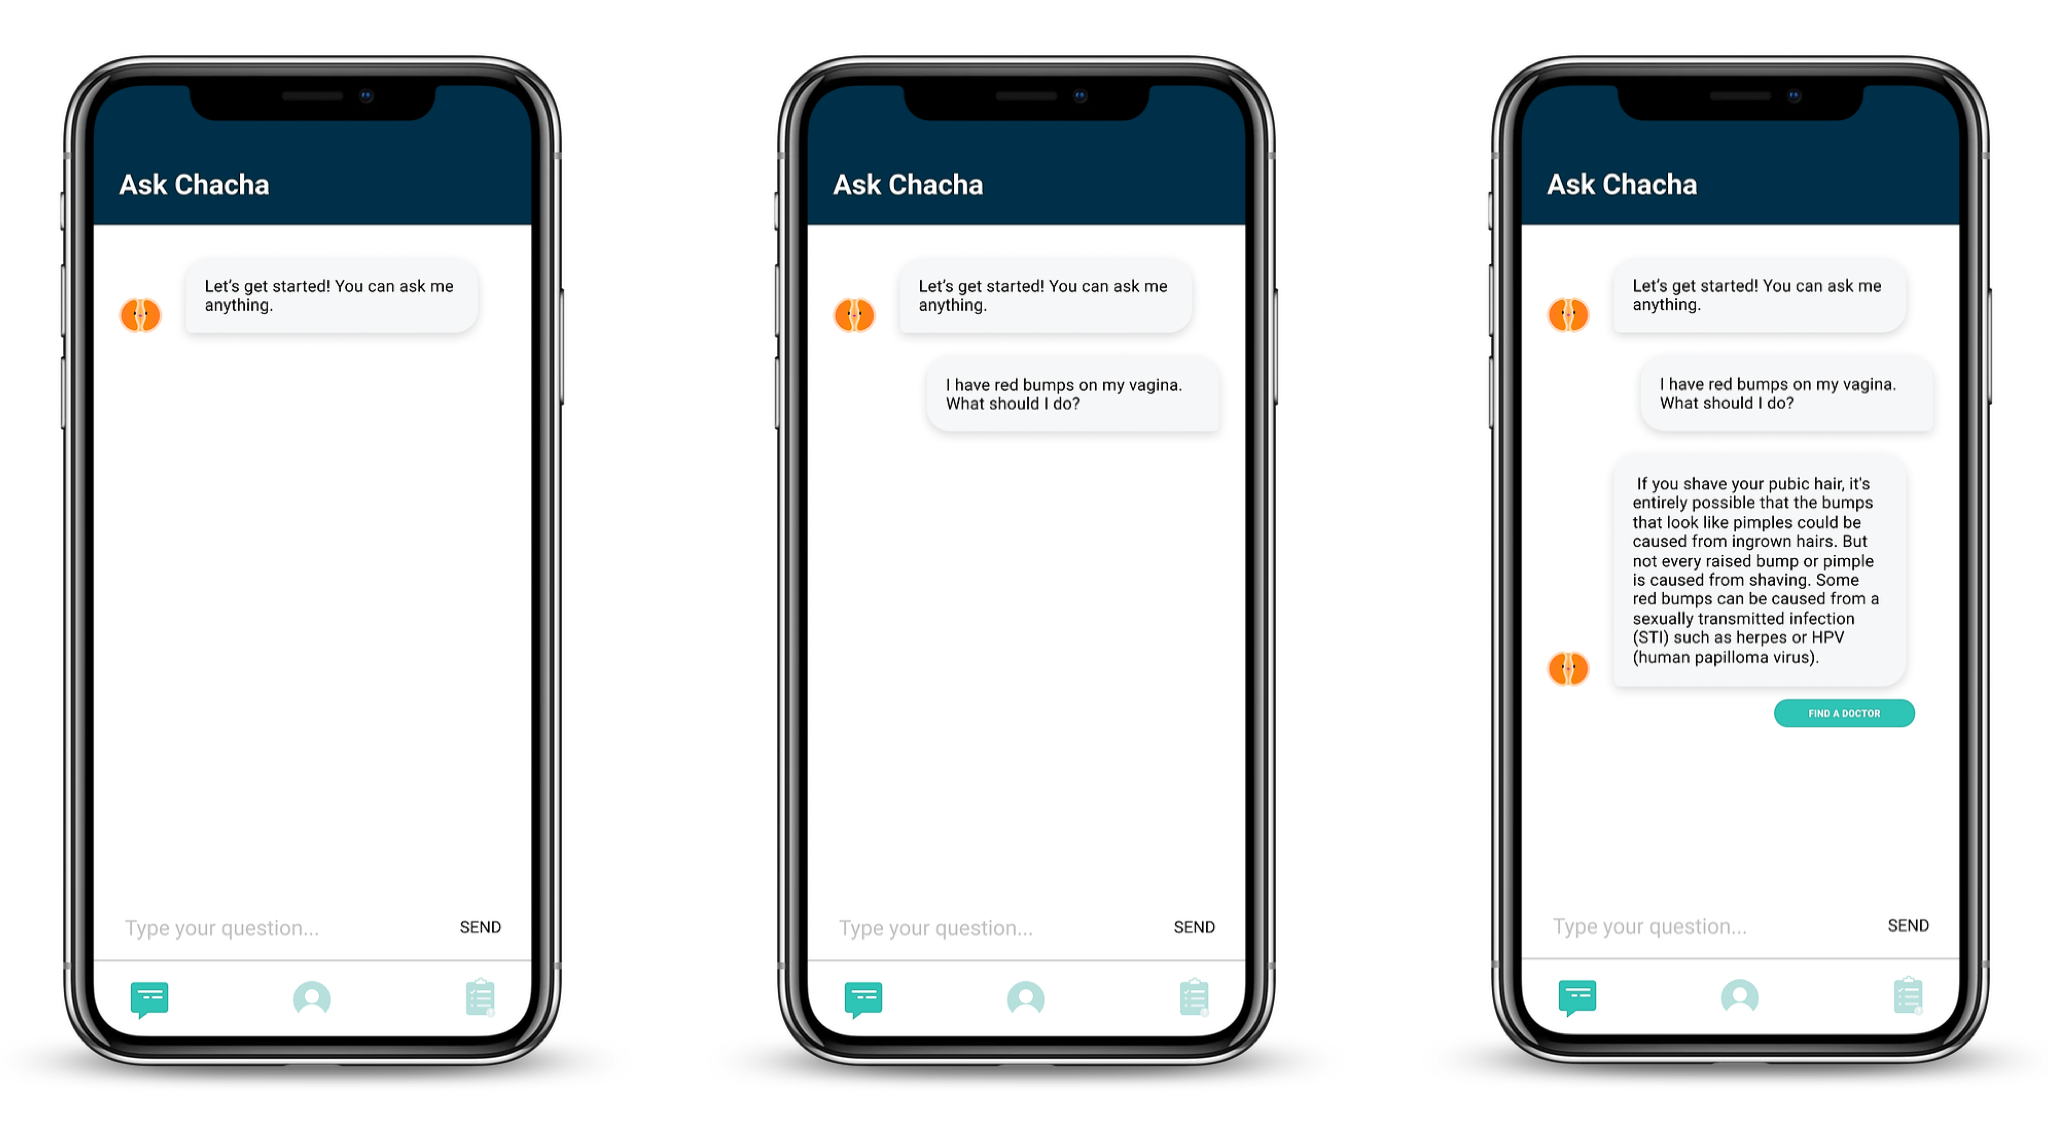 Ask Chacha
Let's get started! You can ask me
anything.
Type your question...
SEND
Ask Chacha
Let's get started! You can ask me
anything.
I have red bumps on my vagina.
What should I do?
Type your question...
SEND
Ask Chacha
Let's get started! You can ask me
anything.
I have red bumps on my vagina.
What should I do?
If you shave your pubic hair, it's
entirely possible that the bumps
that look like pimples could be
caused from ingrown hairs. But
not every raised bump or pimple
is caused from shaving. Some
red bumps can be caused from a
sexually transmitted infection
(STI) such as herpes or HPV
(human papilloma virus).
FIND A DOCTOR
Type your question...
SEND